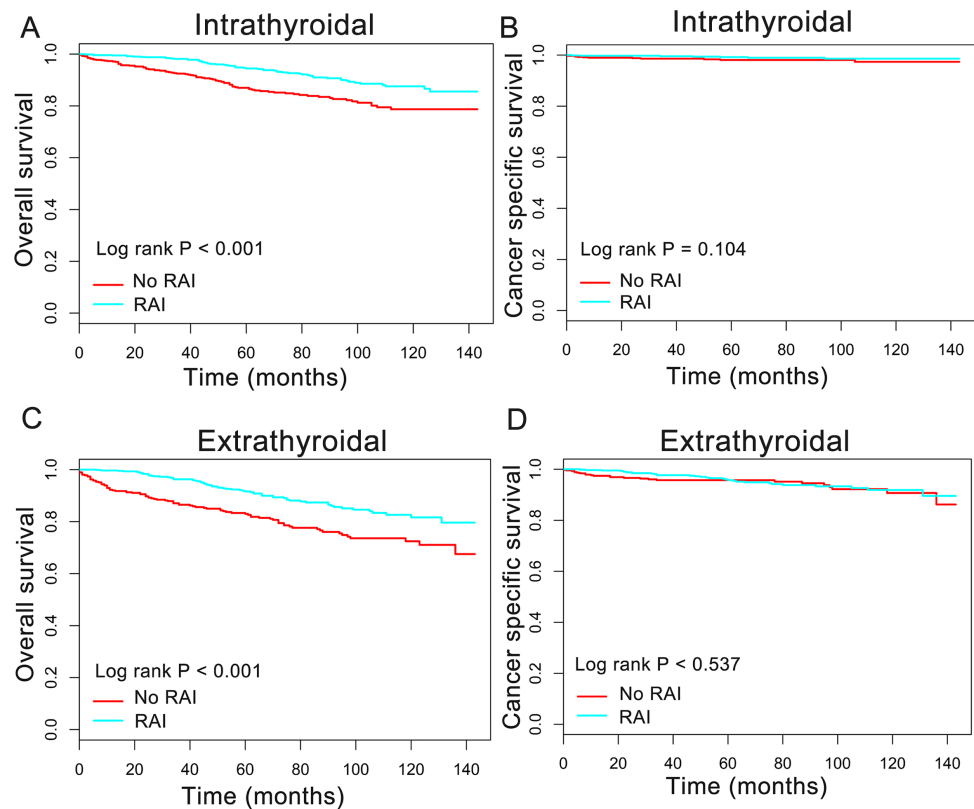 A
Intrathyroidal
Overall survival
1.0
0.8
0.6
0.4
0.2
0.0
Log rank P < 0.001
No RAI
RAI
0 20 40 60 80 100 120 140
Time (months)
B
Intrathyroidal
Cancer specific survival
1.0
0.8
0.6
0.4
0.2
0.0
Log rank P = 0.104
No RAI
RAI
0 20 40 60 80 100 120 140
Time (months)
C
Extrathyroidal
Overall survival
1.0
0.8
0.6
0.4
0.2
0.0
Log rank P < 0.001
No RAI
RAI
0 20 40 60 80 100 120 140
Time (months)
D
Extrathyroidal
Cancer specific survival
1.0
0.8
0.6
0.4
0.2
0.0
Log rank P < 0.537
No RAI
RAI
0 20 40 60 80 100 120 140
Time (months)